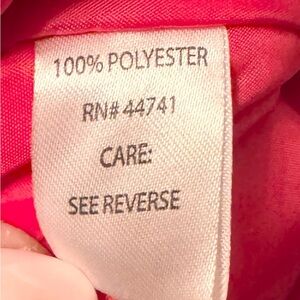 100% POLYESTER
RN# 44741
CARE:
SEE REVERSE